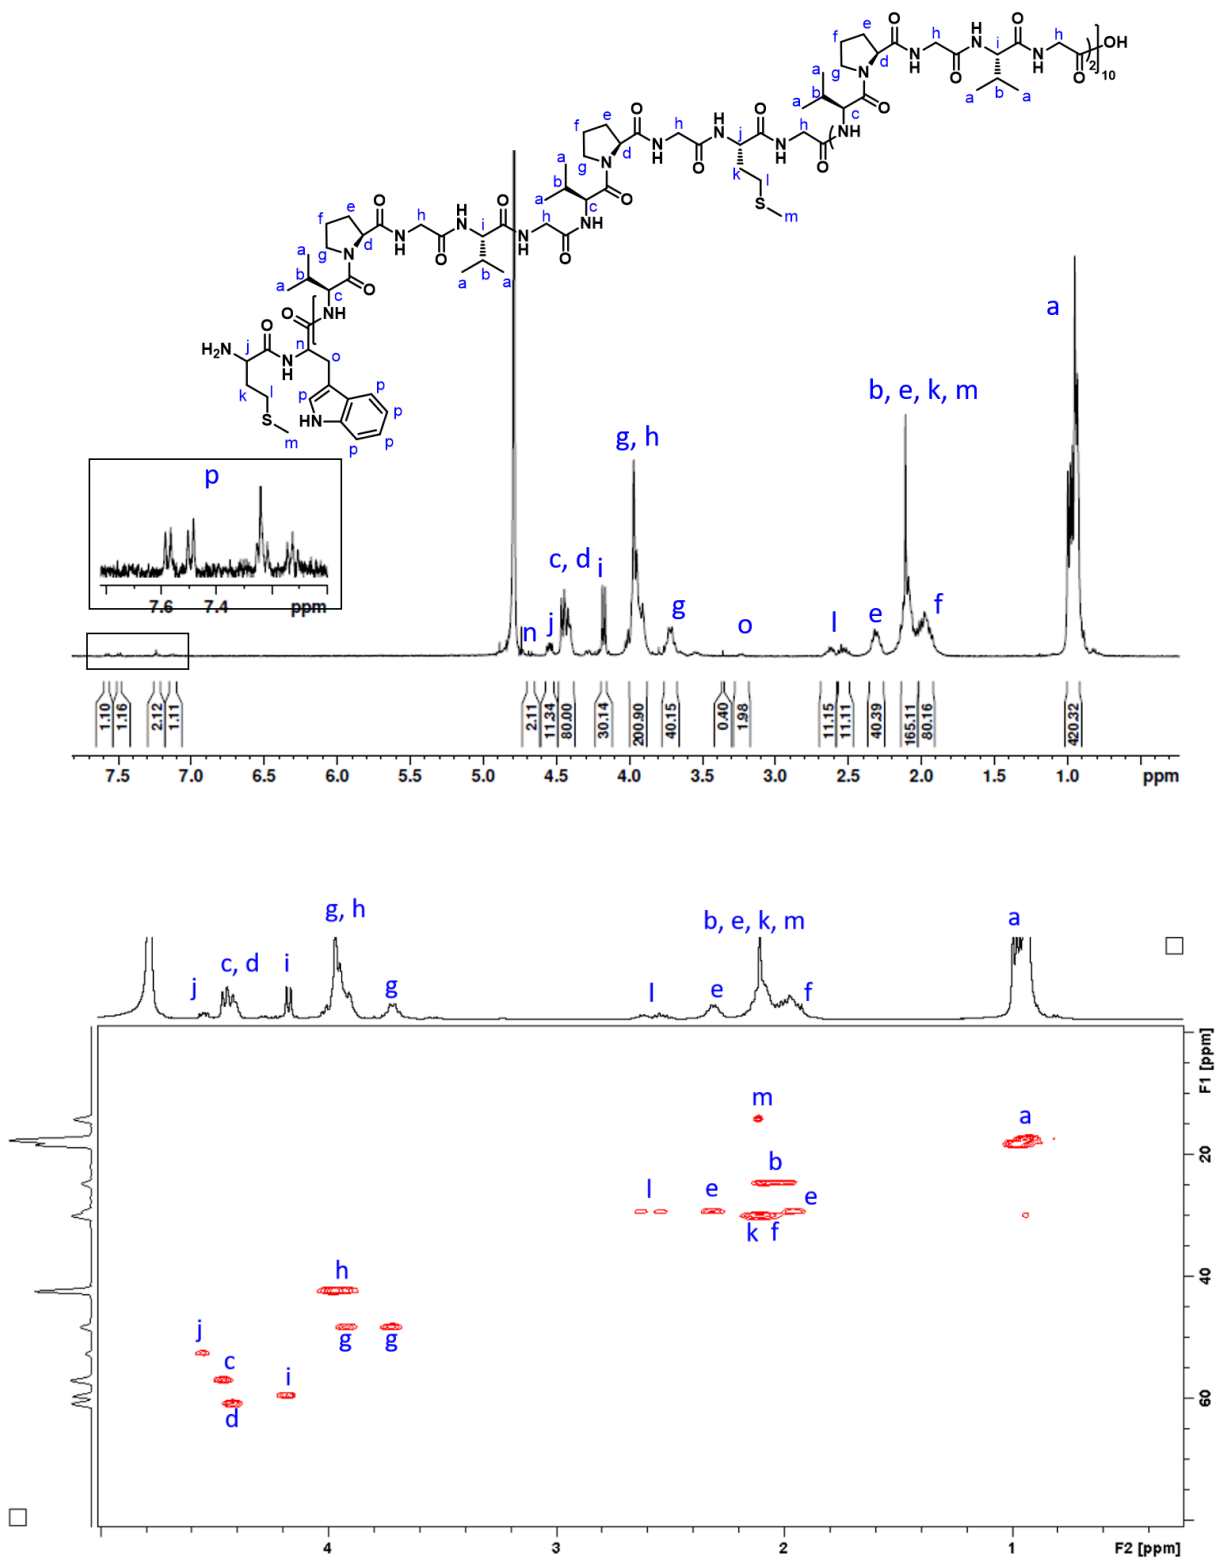 O O H O H O
f e N h N i N h OH
g d N H O O 2 10
a N b a a
b O
a c
O O H O H O h N H
f e N h N j N
g d N H O k l
a N S m
b O
a c
O O H O H O h N H
f e N h N i N
g d N H O b
a N a a
b O
a c
O NH
O n
H2N j N H o
k l p p
S m HN p p p
p
7.6 7.4 ppm
a
b, e, k, m
g, h
c, d i
n j g o l e f
1.10 1.16 2.12 1.11 2.11 11.34 80.00 30.14 200.90 40.15 0.40 1.98 11.15 11.11 40.39 165.11 80.16 420.32
7.5 7.0 6.5 6.0 5.5 5.0 4.5 4.0 3.5 3.0 2.5 2.0 1.5 1.0 ppm
g, h b, e, k, m a
j c, d i g l e f
F1 [ppm]
m a
20
b
l e e
k f
h
40
j g g
c i
d
60
4 3 2 1 F2 [ppm]